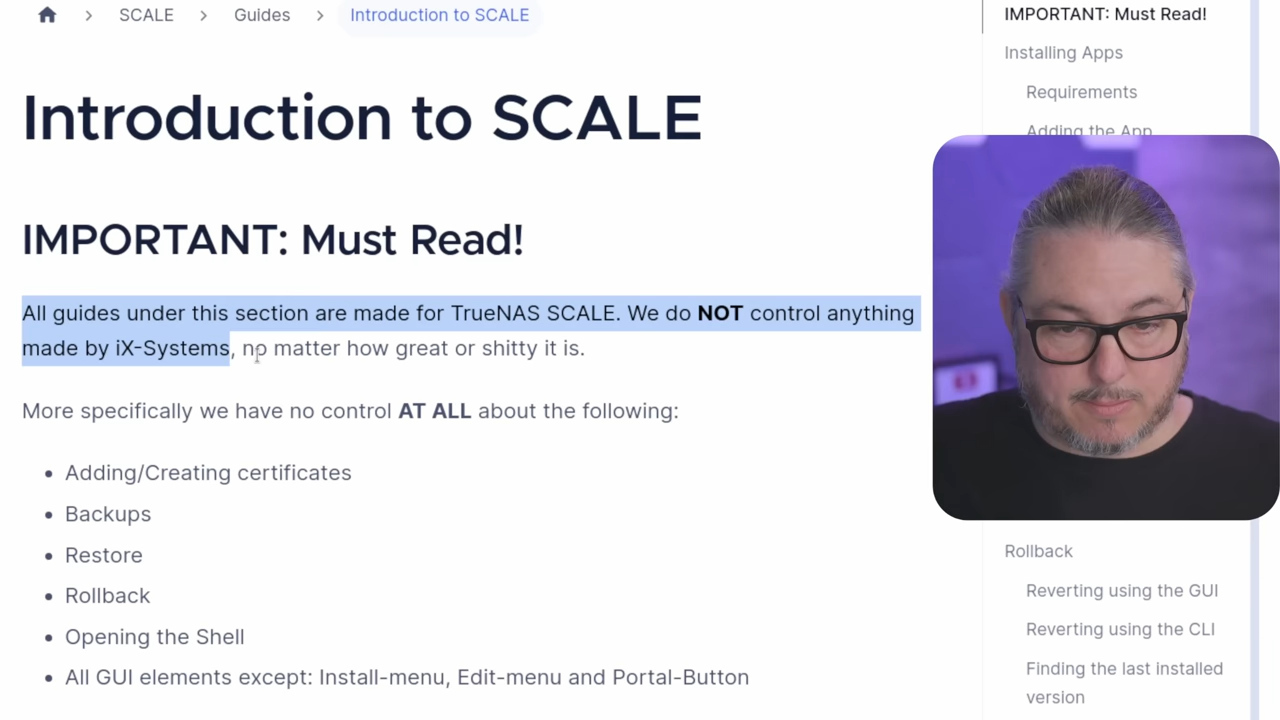 SCALE
Guides
Introduction to SCALE
Introduction to SCALE
IMPORTANT: Must Read!
All guides under this section are made for TrueNAS SCALE. We do NOT control anything
made by iX-Systems, no matter how great or shitty it is.
More specifically we have no control AT ALL about the following:
Adding/Creating certificates
Backups
Restore
Rollback
Opening the Shell
All GUI elements except: Install-menu, Edit-menu and Portal-Button
IMPORTANT: Must Read!
Installing Apps
Requirements
Adding the App
Rollback
Reverting using the GUI
Reverting using the CLI
Finding the last installed
version